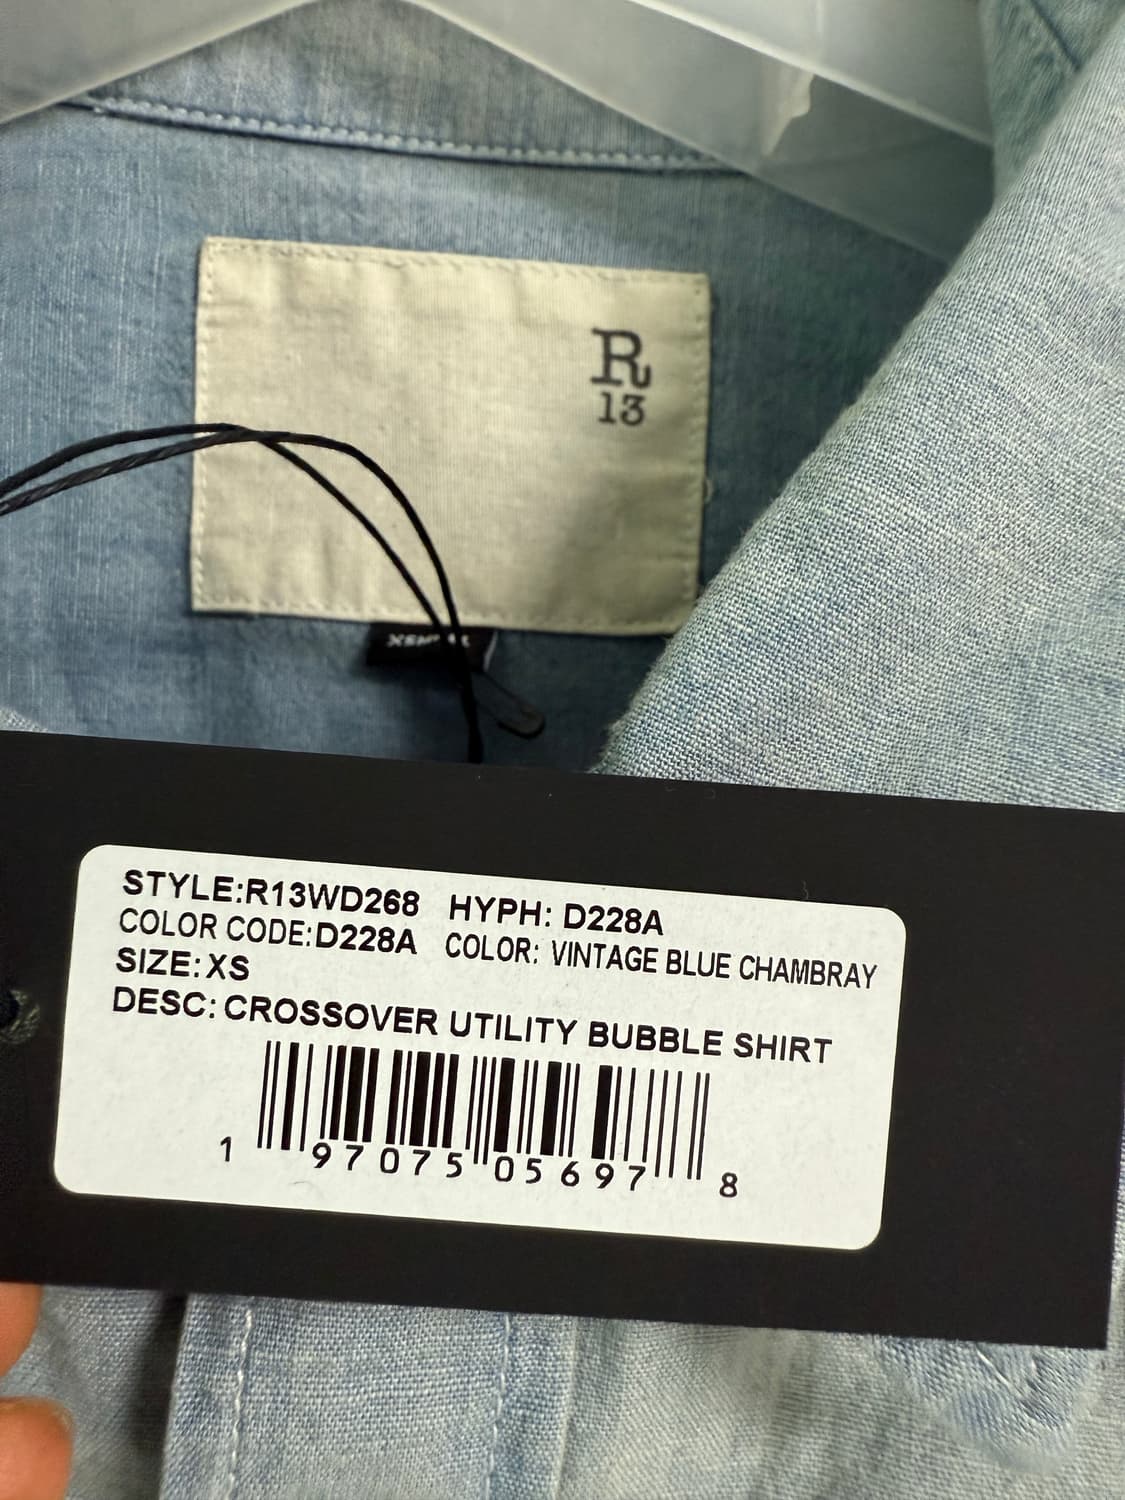 R
13
STYLE:R13WD268 HYPH: D228A
COLOR CODE:D228A COLOR: VINTAGE BLUE CHAMBRAY
SIZE:XS
DESC: CROSSOVER UTILITY BUBBLE SHIRT
1 97075 05697 8